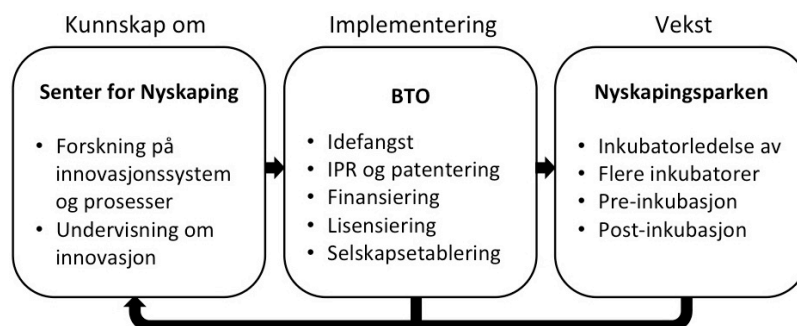 Kunnskap om
Implementering
Vekst
Senter for Nyskaping
• Forskning på
innovasjonssystem
og prosesser
• Undervisning om
innovasjon
BTO
• Idefangst
• IPR og patentering
• Finansiering
• Lisensiering
• Selskapsetablering
Nyskapingsparken
• Inkubatorledelse av
• Flere inkubatorer
• Pre-inkubasjon
• Post-inkubasjon